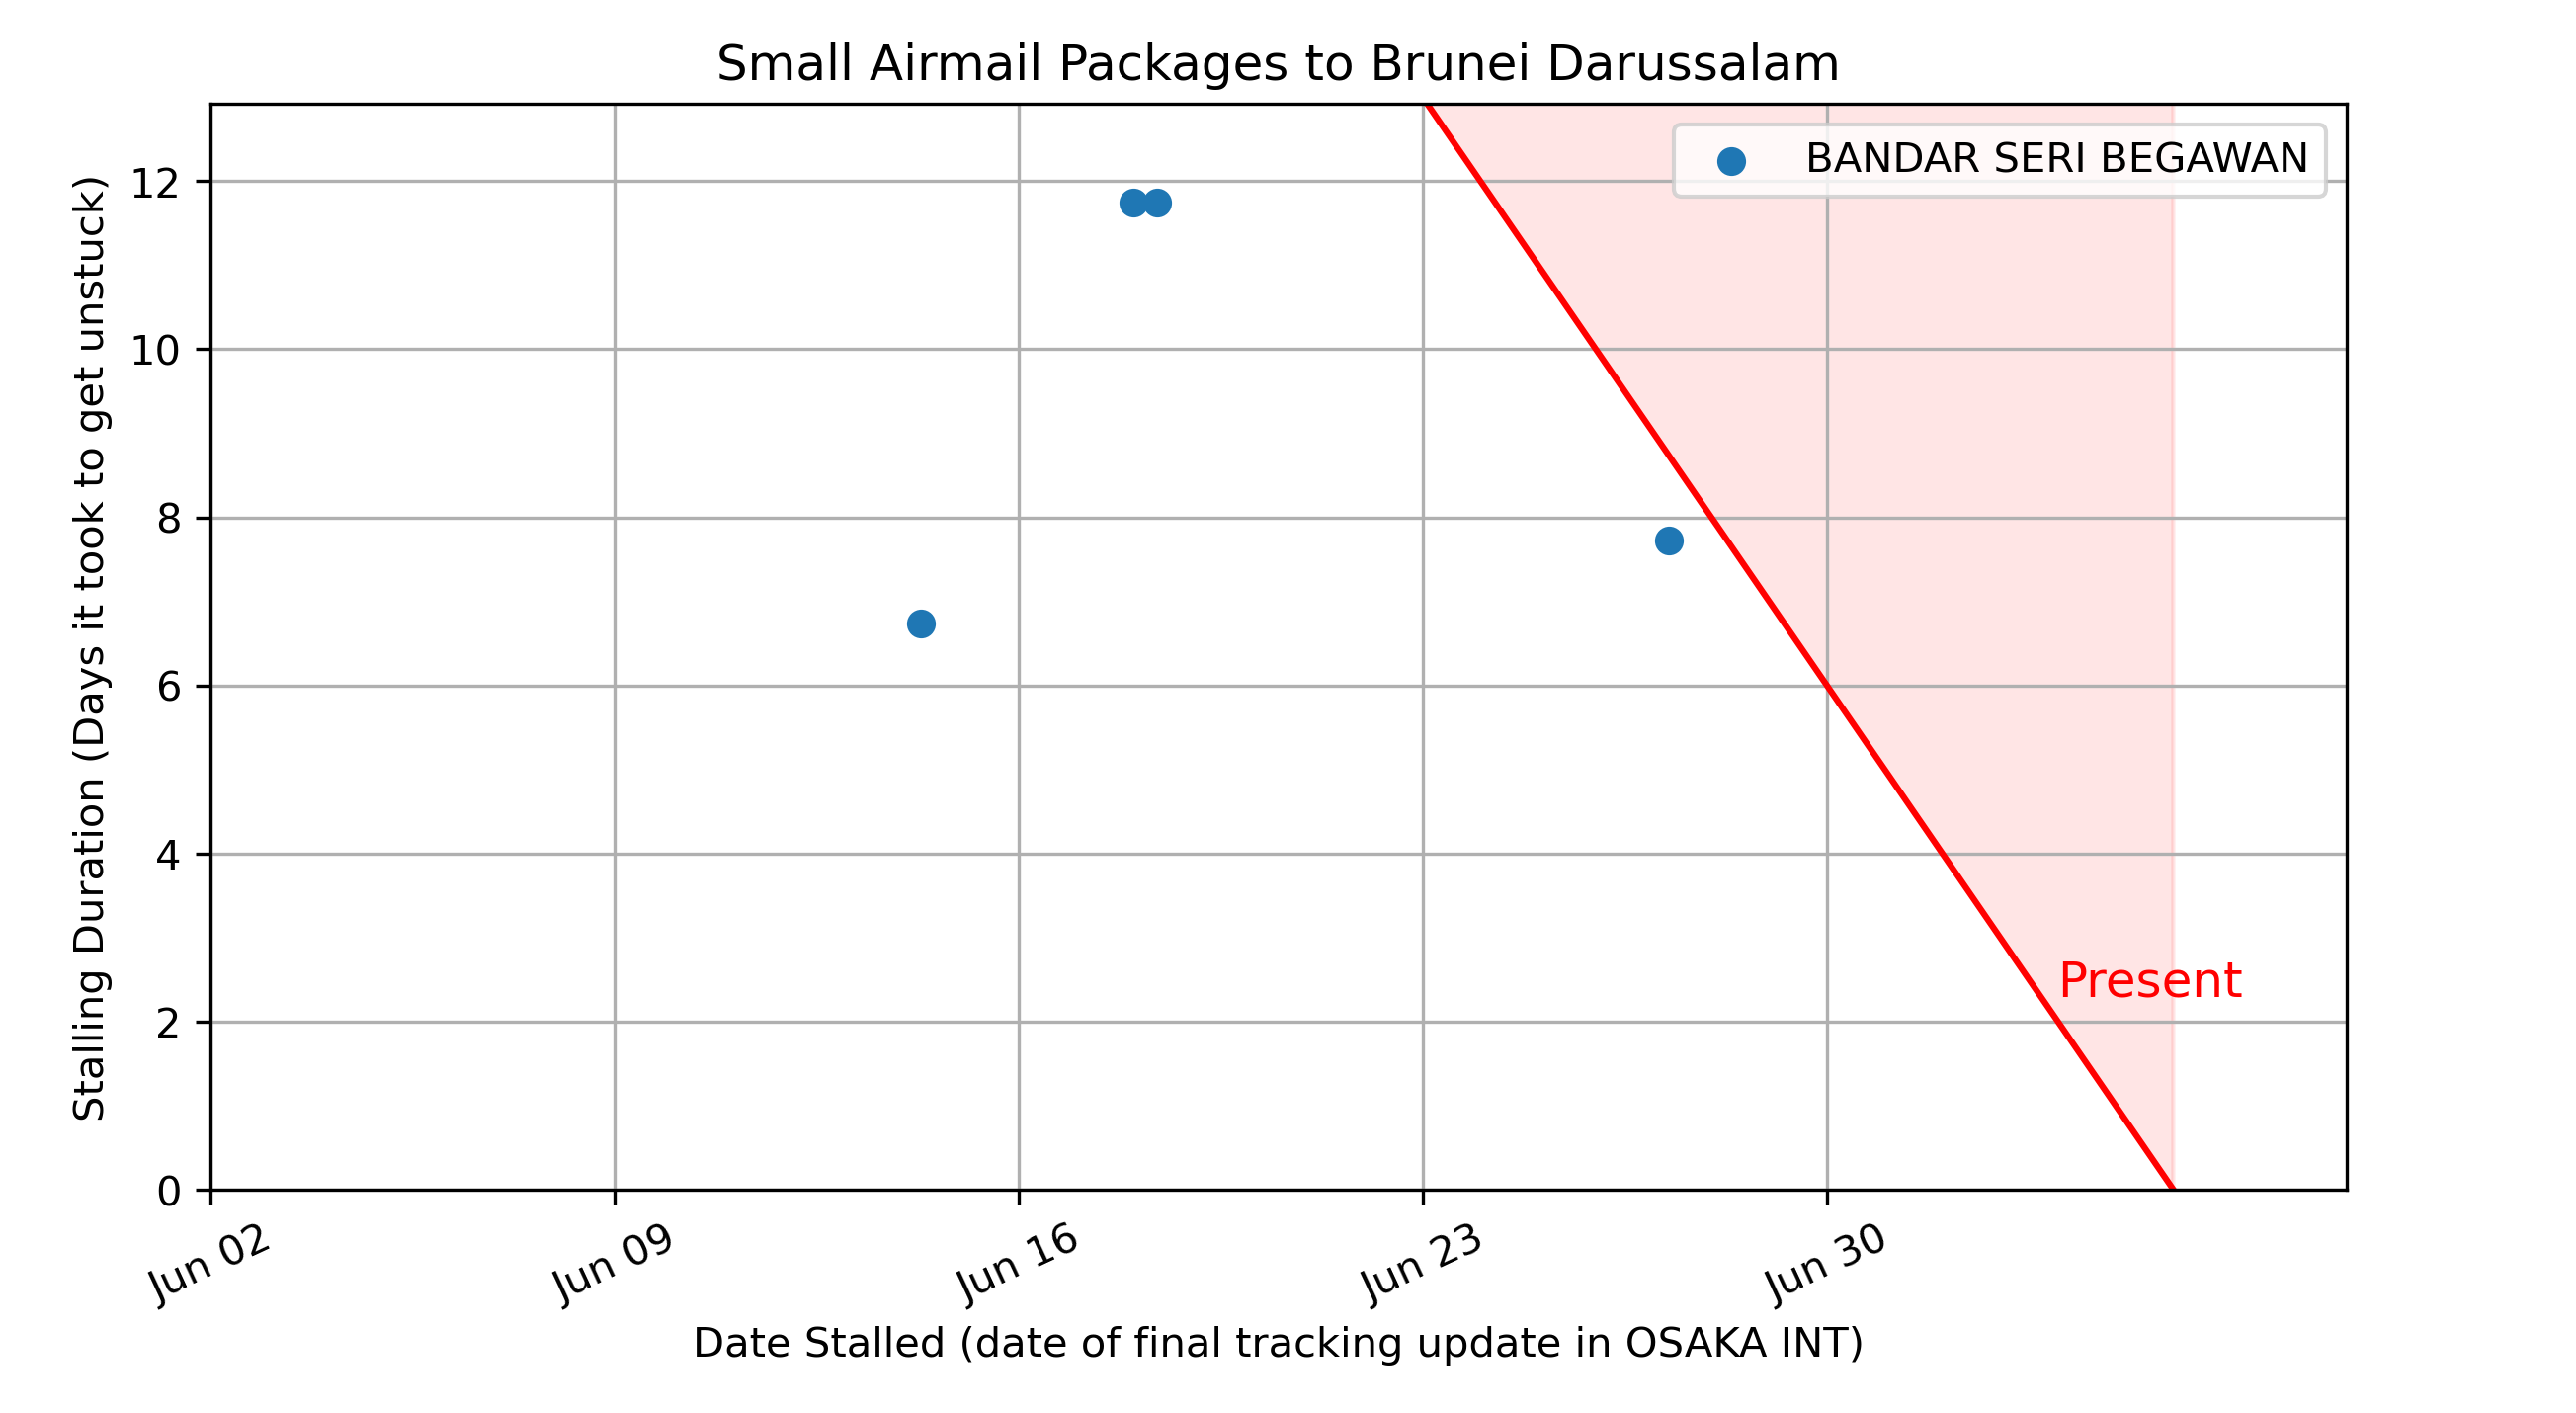 Small Airmail Packages to Brunei Darussalam
BANDAR SERI BEGAWAN
Stalling Duration (Days it took to get unstuck)
12
10
8
6
4
2
0
Present
Jun 02
Jun 09
Jun 16
Jun 23
Jun 30
Date Stalled (date of final tracking update in OSAKA INT)